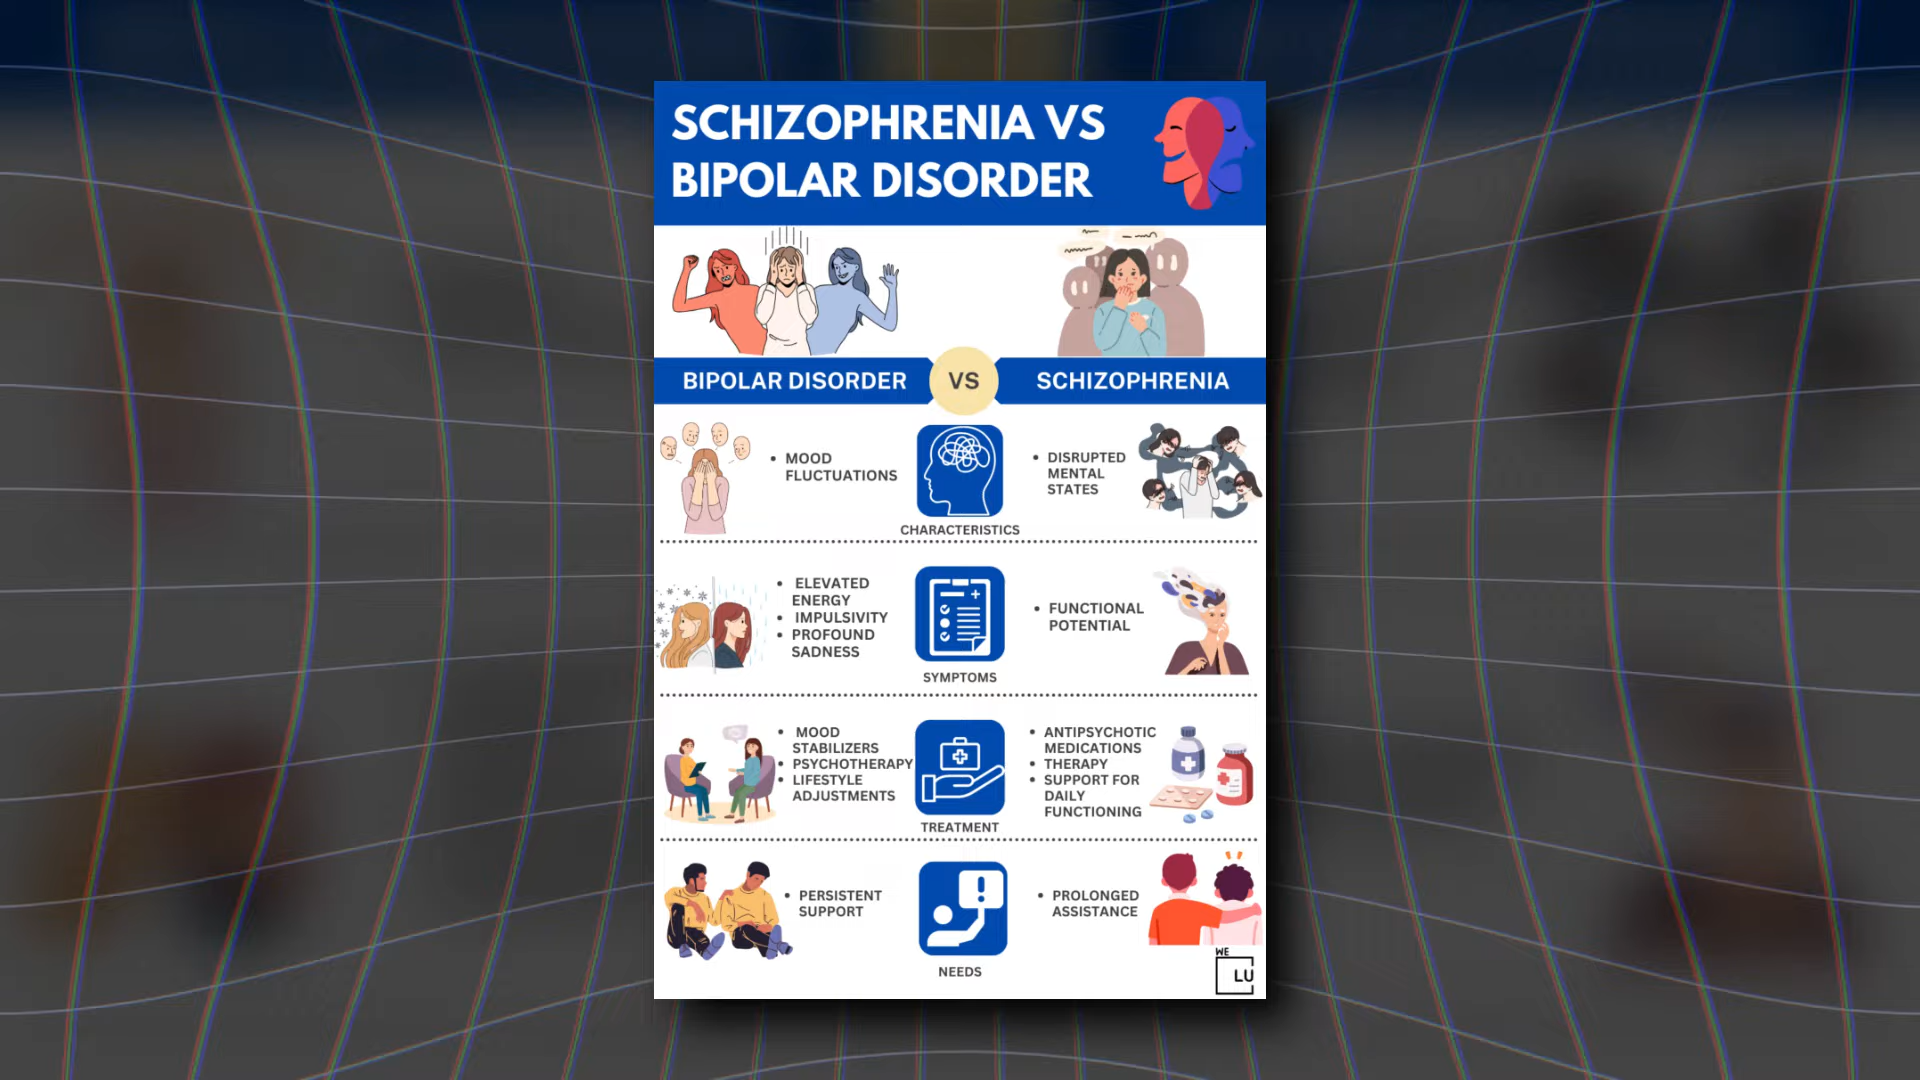 SCHIZOPHRENIA VS
BIPOLAR DISORDER
BIPOLAR DISORDER
VS
SCHIZOPHRENIA
• MOOD
FLUCTUATIONS
CHARACTERISTICS
• DISRUPTED
MENTAL
STATES
• ELEVATED
ENERGY
• IMPULSIVITY
• PROFOUND
SADNESS
SYMPTOMS
• FUNCTIONAL
POTENTIAL
• MOOD
STABILIZERS
• PSYCHOTHERAPY
• LIFESTYLE
ADJUSTMENTS
TREATMENT
• ANTIPSYCHOTIC
MEDICATIONS
• THERAPY
• SUPPORT FOR
DAILY
FUNCTIONING
• PERSISTENT
SUPPORT
NEEDS
• PROLONGED
ASSISTANCE
WE
LU